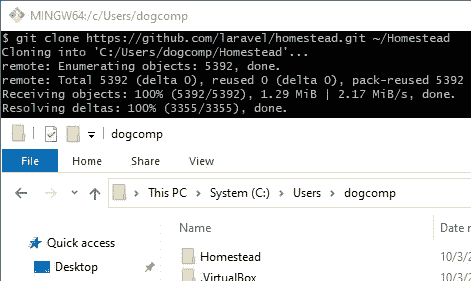 MINGW64:/c/Users/dogcomp
$ git clone https://github.com/laravel/homestead.git ~/Homestead
Cloning into 'C:/Users/dogcomp/Homestead'...
remote: Enumerating objects: 5392, done.
remote: Total 5392 (delta 0), reused 0 (delta 0), pack-reused 5392
Receiving objects: 100% (5392/5392), 1.29 MiB | 2.17 MiB/s, done.
Resolving deltas: 100% (3355/3355), done.
dogcomp
File Home Share View
This PC > System (C:) > Users > dogcomp
Name Date m
Quick access
Homestead 10/3/2
Desktop
.VirtualBox 10/3/2